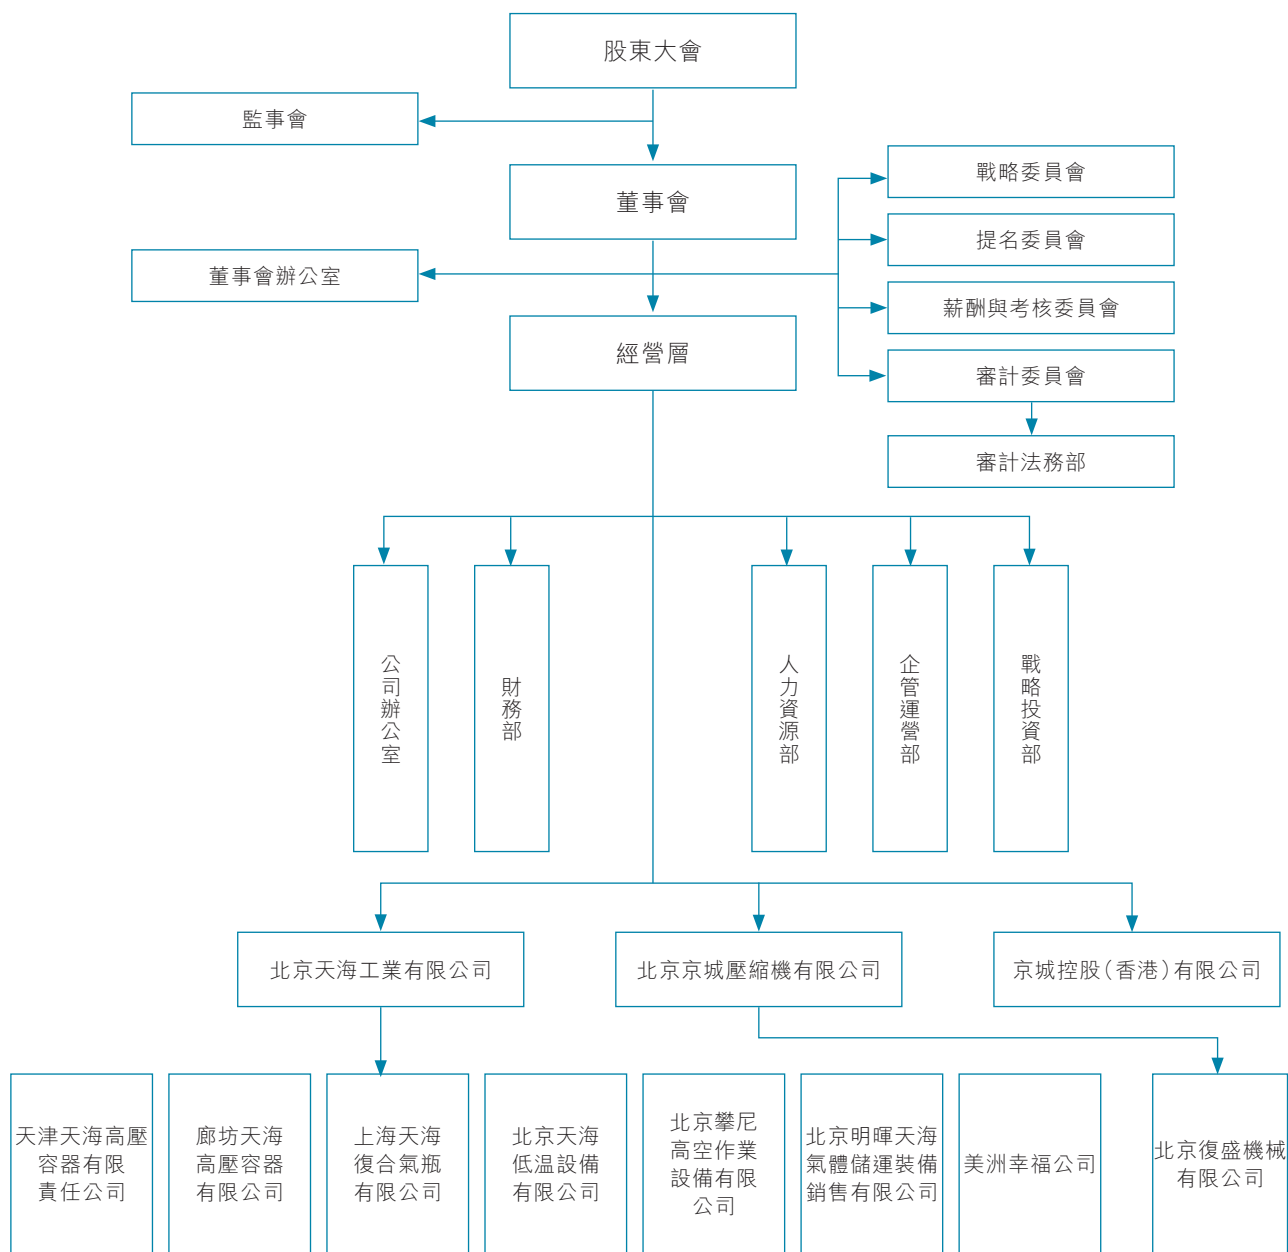 股東大會
監事會
董事會
戰略委員會
提名委員會
董事會辦公室
薪酬與考核委員會
經營層
審計委員會
審計法務部
公司辦公室
財務部
人力資源部
企管運營部
戰略投資部
北京天海工業有限公司
北京京城壓縮機有限公司
京城控股(香港)有限公司
天津天海高壓
容器有限
責任公司
廊坊天海
高壓容器
有限公司
上海天海
復合氣瓶
有限公司
北京天海
低温設備
有限公司
北京攀尼
高空作業
設備有限
公司
北京明暉天海
氣體儲運裝備
銷售有限公司
美洲幸福公司
北京復盛機械
有限公司